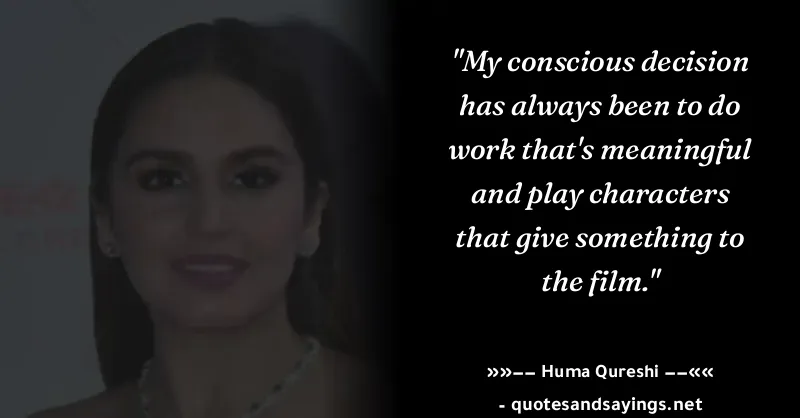 "My conscious decision
has always been to do
work that's meaningful
and play characters
that give something to
the film."
»»−− Huma Qureshi −−««
- quotesandsayings.net